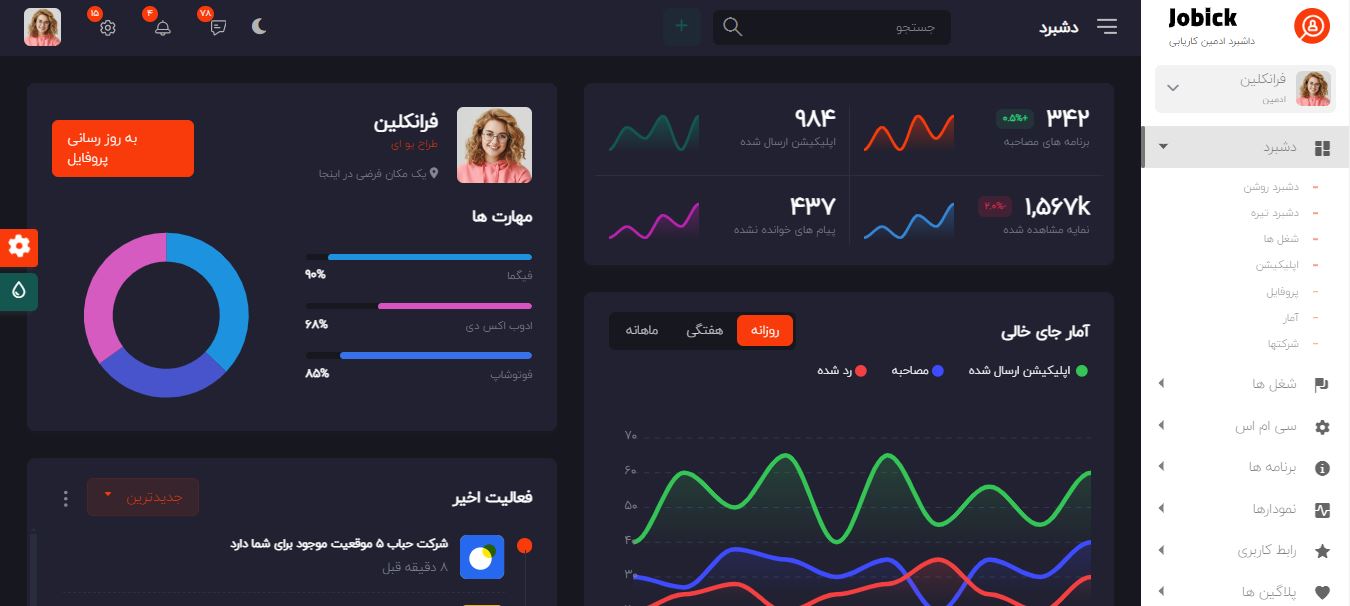 Jobick
داشبرد ادمین کاریابی
فرانکلین
ادمین
دشبرد
دشبرد روشن
دشبرد تیره
شغل ها
اپلیکیشن
پروفایل
آمار
شرکتها
شغل ها
سی ام اس
برنامه ها
نمودارها
رابط کاربری
پلاگین ها
دشبرد
جستجو
+
۷۸
۴
۱۵
۳۴۲
+۰.۵%
برنامه های مصاحبه
۹۸۴
اپلیکیشن ارسال شده
۱,۵۶۷k
-۲.۰%
نمایه مشاهده شده
۴۳۷
پیام های خوانده نشده
آمار جای خالی
روزانه
هفتگی
ماهانه
اپلیکیشن ارسال شده
مصاحبه
رد شده
۷۰
۶۰
۵۰
۴۰
۳۰
فرانکلین
طراح یو ای
یک مکان فرضی در اینجا
به روز رسانی
پروفایل
مهارت ها
فیگما
۹۰%
ادوب اکس دی
۶۸%
فوتوشاپ
۸۵%
فعالیت اخیر
جدیدترین
شرکت حباب ۵ موقعیت موجود برای شما دارد
۸ دقیقه قبل